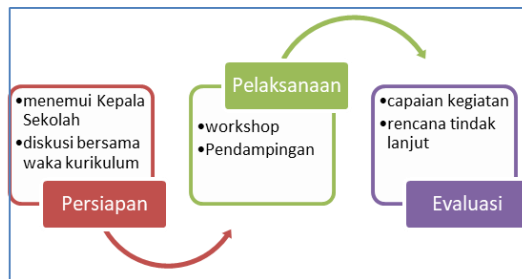 •menemui Kepala
Sekolah
•diskusi bersama
waka kurikulum
Persiapan
Pelaksanaan
•workshop
•Pendampingan
•capaian kegiatan
•rencana tindak
lanjut
Evaluasi